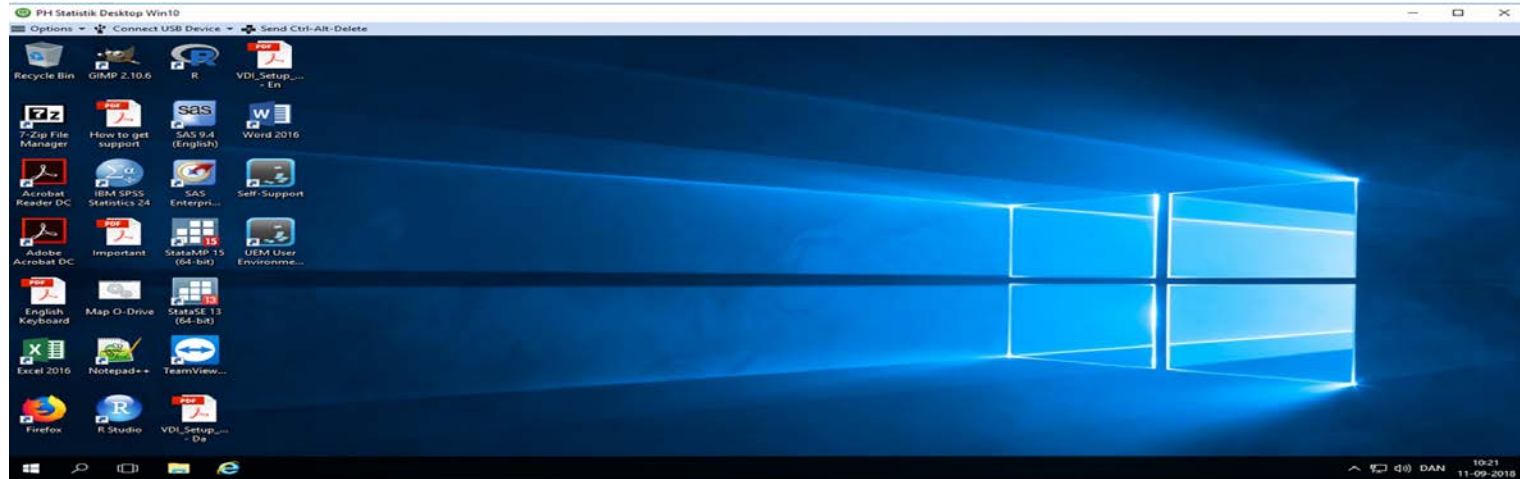 PH Statistik Desktop Win10
Options Connect USB Device Send Ctrl-Alt-Delete
Recycle Bin
GIMP 2.10.6
R
VDI_Setup_...
- En
7-Zip File
Manager
How to get
support
SAS 9.4
(English)
Word 2016
Acrobat
Reader DC
IBM SPSS
Statistics 24
SAS
Enterpri...
Self-Support
Adobe
Acrobat DC
Important
StataMP 15
(64-bit)
UEM User
Environme...
English
Keyboard
Map O-Drive
StataSE 13
(64-bit)
Excel 2016
Notepad++
TeamView...
Firefox
R Studio
VDI_Setup_...
- Da
DAN
10:21
11-09-2018